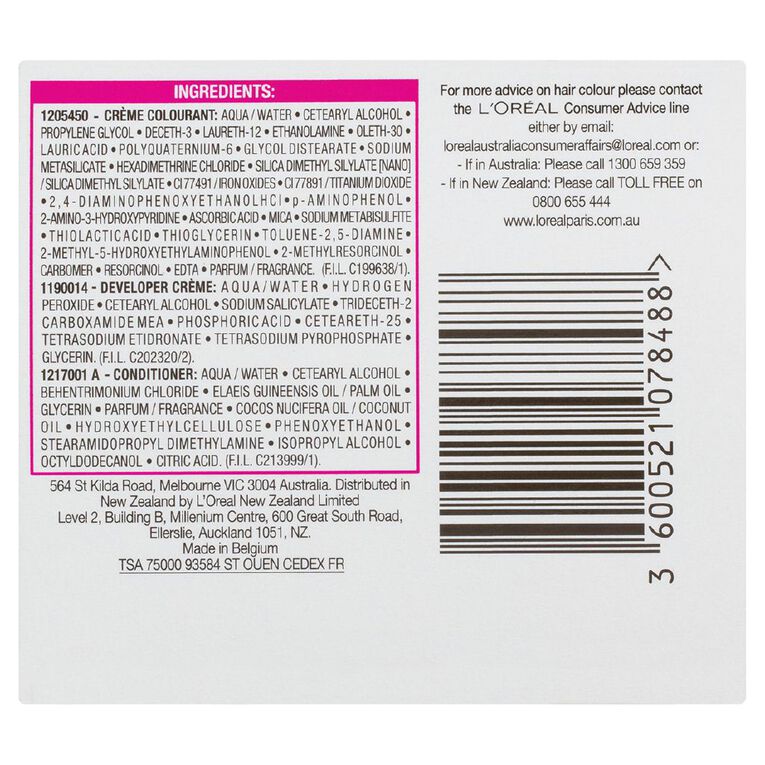 INGREDIENTS:
1205450 - CRÈME COLOURANT: AQUA / WATER • CETEARYL ALCOHOL •
PROPYLENE GLYCOL • DECETH-3 • LAURETH-12 • ETHANOLAMINE • OLETH-30
• LAURIC ACID • POLYQUATERNIUM-6 • GLYCOL DISTEARATE • SODIUM
METASILICATE • HEXADIMETHRINE CHLORIDE • SILICA DIMETHYL SILYLATE [NANO]
/ SILICA DIMETHYL SILYLATE • CI 77491 / IRON OXIDES • CI 77891 / TITANIUM DIOXIDE
• 2,4-DIAMINOPHENOXYETHANOL HCI • p-AMINOPHENOL •
2-AMINO-3-HYDROXYPYRIDINE • ASCORBIC ACID • MICA • SODIUM METABISULFITE
• THIOLACTIC ACID • THIOGLYCERIN • TOLUENE-2,5-DIAMINE •
2-METHYL-5-HYDROXYETHYLAMINOPHENOL • 2-METHYLRESORCINOL •
CARBOMER • RESORCINOL • EDTA • PARFUM / FRAGRANCE. (F.I.L. C199638/1).
1190014 - DEVELOPER CRÈME: AQUA / WATER • HYDROGEN
PEROXIDE • CETEARYL ALCOHOL • SODIUM SALICYLATE • TRIDECETH-2
CARBOXAMIDE MEA • PHOSPHORIC ACID • CETEARETH-25 •
TETRASODIUM ETIDRONATE • TETRASODIUM PYROPHOSPHATE •
GLYCERIN. (F.I.L. C202320/2).
1217001 A - CONDITIONER: AQUA / WATER • CETEARYL ALCOHOL •
BEHENTRIMONIUM CHLORIDE • ELAEIS GUINEENSIS OIL / PALM OIL •
GLYCERIN • PARFUM / FRAGRANCE • COCOS NUCIFERA OIL / COCONUT
OIL • HYDROXYETHYLCELLULOSE • PHENOXYETHANOL •
STEARAMIDOPROPYL DIMETHYLAMINE • ISOPROPYL ALCOHOL •
OCTYLDODECANOL • CITRIC ACID. (F.I.L. C213999/1).
564 St Kilda Road, Melbourne VIC 3004 Australia. Distributed in
New Zealand by L'Oreal New Zealand Limited
Level 2, Building B, Millenium Centre, 600 Great South Road,
Ellerslie, Auckland 1051, NZ.
Made in Belgium
TSA 75000 93584 ST OUEN CEDEX FR
For more advice on hair colour please contact
the L'ORÉAL Consumer Advice line
either by email:
lorealaustraliaconsumeraffairs@loreal.com or:
- If in Australia: Please call 1300 659 359
- If in New Zealand: Please call TOLL FREE on
0800 655 444
www.lorealparis.com.au
3 600521 078488 >